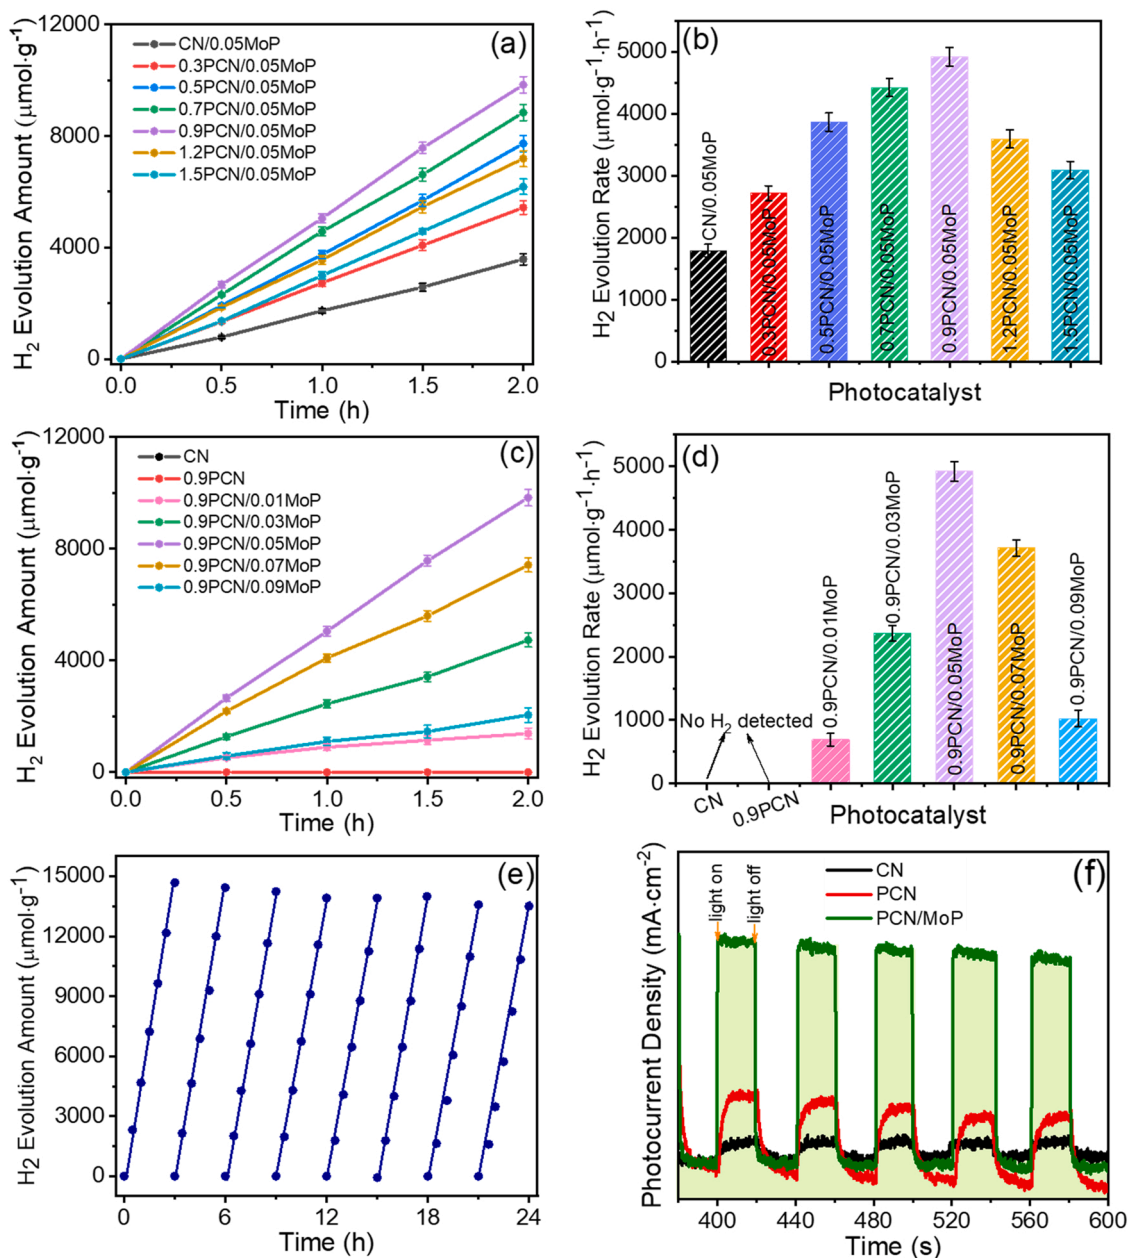 (a)
H2 Evolution Amount (μmol·g⁻¹)
12000
8000
4000
0
CN/0.05MoP
0.3PCN/0.05MoP
0.5PCN/0.05MoP
0.7PCN/0.05MoP
0.9PCN/0.05MoP
1.2PCN/0.05MoP
1.5PCN/0.05MoP
0.0 0.5 1.0 1.5 2.0
Time (h)
(b)
H2 Evolution Rate (μmol·g⁻¹·h⁻¹)
5000
4000
3000
2000
1000
0
CN/0.05MoP
0.3PCN/0.05MoP
0.5PCN/0.05MoP
0.7PCN/0.05MoP
0.9PCN/0.05MoP
1.2PCN/0.05MoP
1.5PCN/0.05MoP
Photocatalyst
(c)
H2 Evolution Amount (μmol·g⁻¹)
12000
8000
4000
0
CN
0.9PCN
0.9PCN/0.01MoP
0.9PCN/0.03MoP
0.9PCN/0.05MoP
0.9PCN/0.07MoP
0.9PCN/0.09MoP
0.0 0.5 1.0 1.5 2.0
Time (h)
(d)
H2 Evolution Rate (μmol·g⁻¹·h⁻¹)
5000
4000
3000
2000
1000
0
No H2 detected
CN
0.9PCN
0.9PCN/0.01MoP
0.9PCN/0.03MoP
0.9PCN/0.05MoP
0.9PCN/0.07MoP
0.9PCN/0.09MoP
Photocatalyst
(e)
H2 Evolution Amount (μmol·g⁻¹)
15000
12000
9000
6000
3000
0
0 6 12 18 24
Time (h)
(f)
Photocurrent Density (mA·cm⁻²)
light on
light off
CN
PCN
PCN/MoP
400 440 480 520 560 600
Time (s)